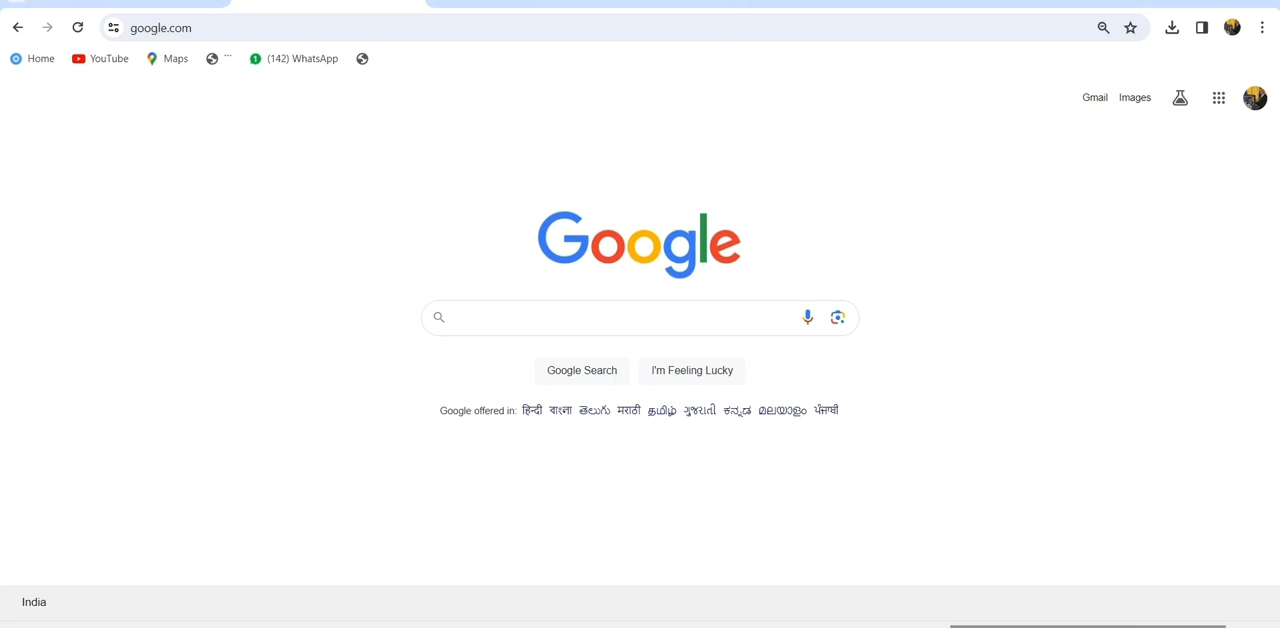 google.com
Home YouTube Maps ... 1 (142) WhatsApp
Gmail Images
Google
Google Search I'm Feeling Lucky
Google offered in: हिन्दी বাংলা తెలుగు मराठी தமிழ் ગુજરાતી ಕನ್ನಡ മലയാളം ਪੰਜਾਬੀ
India